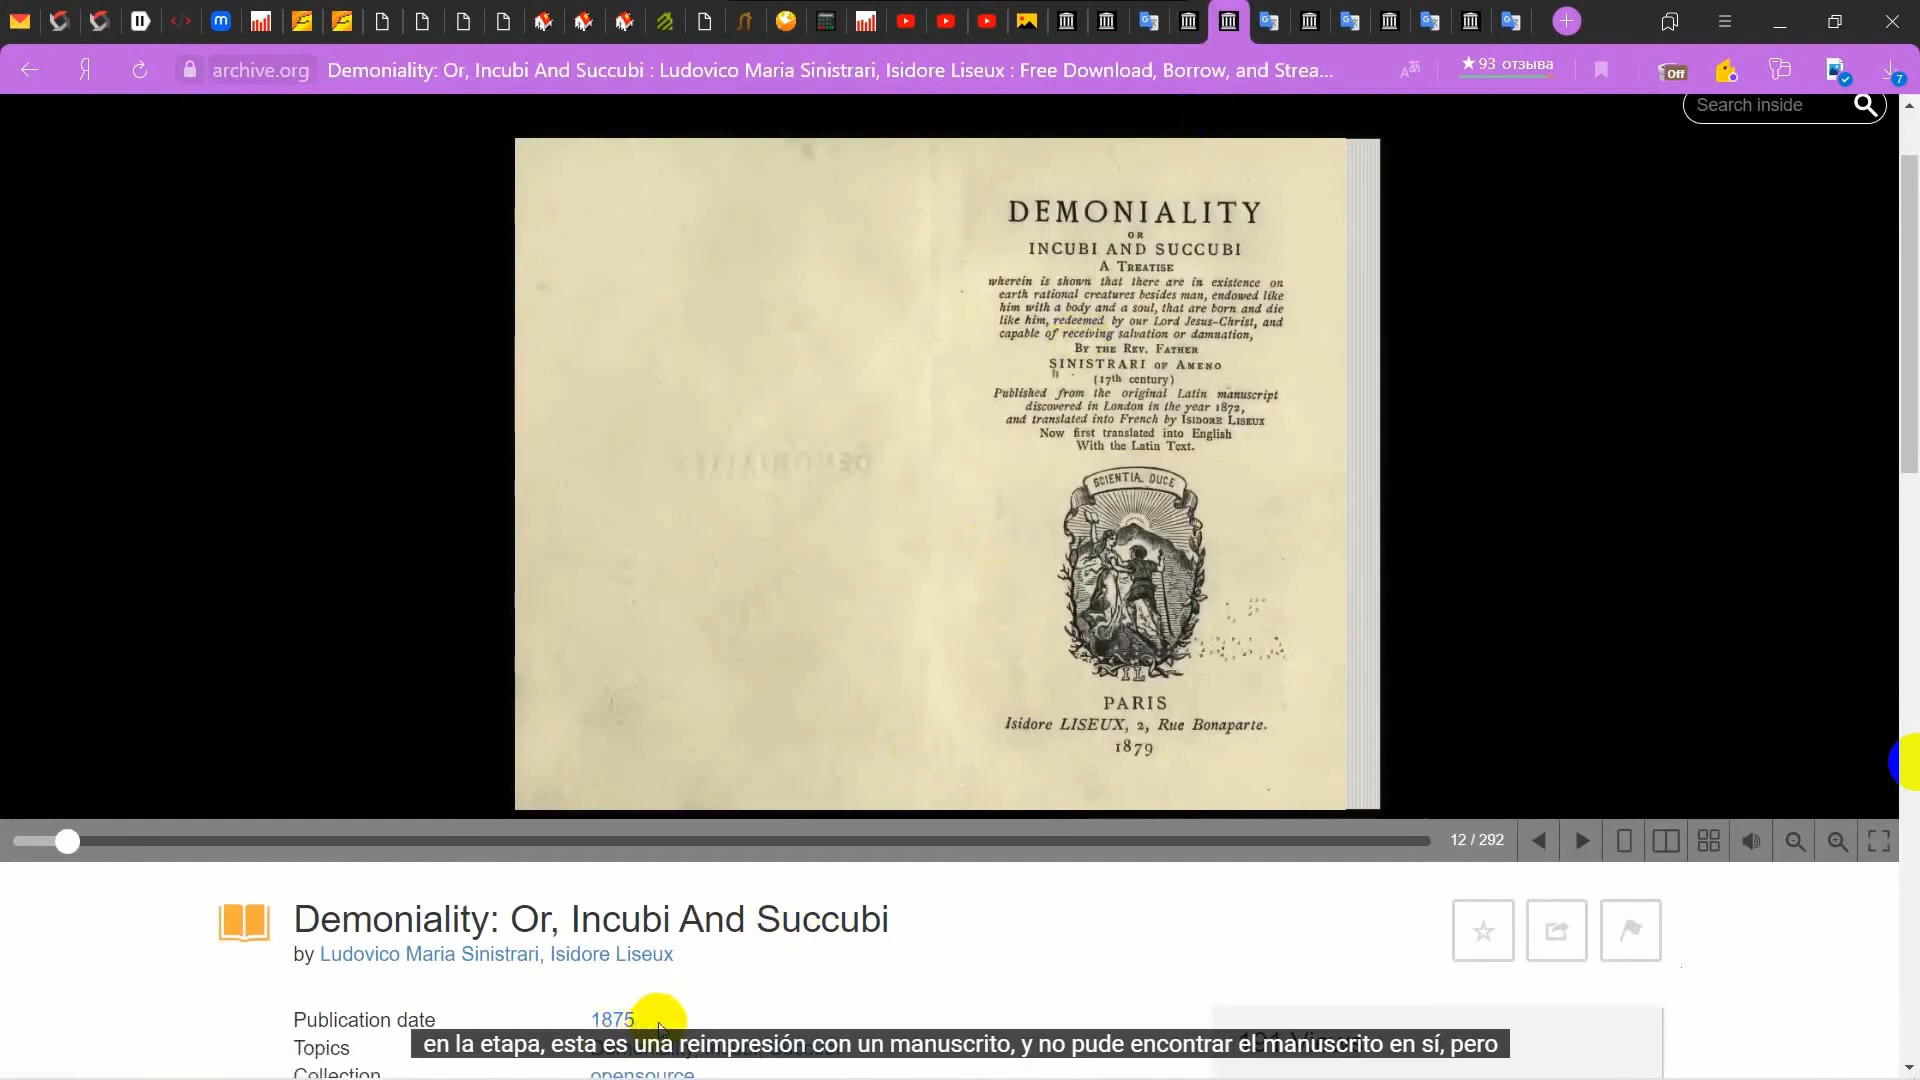 archive.org
Demoniality: Or, Incubi And Succubi : Ludovico Maria Sinistrari, Isidore Liseux : Free Download, Borrow, and Strea...
★93 отзыва
Off
7
Search inside
DEMONIALITY
OR
INCUBI AND SUCCUBI
A TREATISE
wherein is shown that there are in existence on
earth rational creatures besides man, endowed like
him with a body and a soul, that are born and die
like him, redeemed by our Lord Jesus-Christ, and
capable of receiving salvation or damnation,
BY THE REV. FATHER
SINISTRARI OF AMENO
(17th century)
Published from the original Latin manuscript
discovered in London in the year 1872,
and translated into French by ISIDORE LISEUX
Now first translated into English
With the Latin Text.
SCIENTIA DUCE
IL
PARIS
Isidore LISEUX, 2, Rue Bonaparte.
1879
12 / 292
Demoniality: Or, Incubi And Succubi
by Ludovico Maria Sinistrari, Isidore Liseux
Publication date 1875
en la etapa, esta es una reimpresión con un manuscrito, y no pude encontrar el manuscrito en sí, pero
Topics
Collection opensource